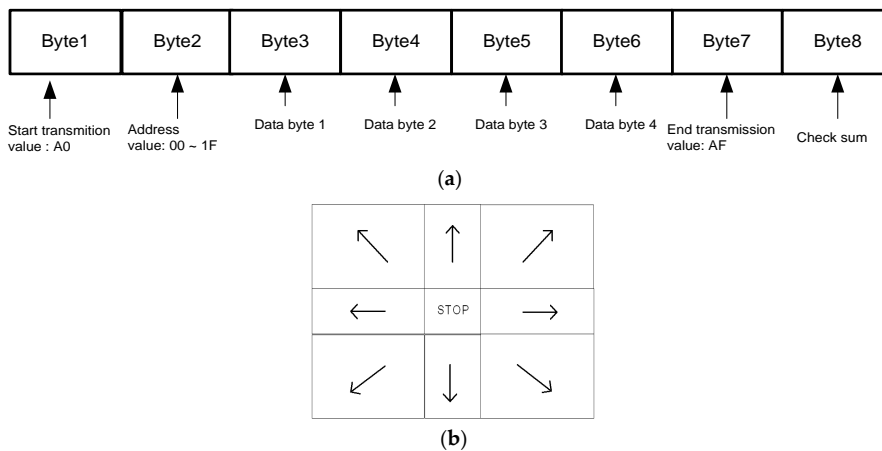 Byte1 Byte2 Byte3 Byte4 Byte5 Byte6 Byte7 Byte8
Start transmition
value : A0
Address
value: 00 ~ 1F
Data byte 1
Data byte 2
Data byte 3
Data byte 4
End transmission
value: AF
Check sum
(a)
STOP
(b)